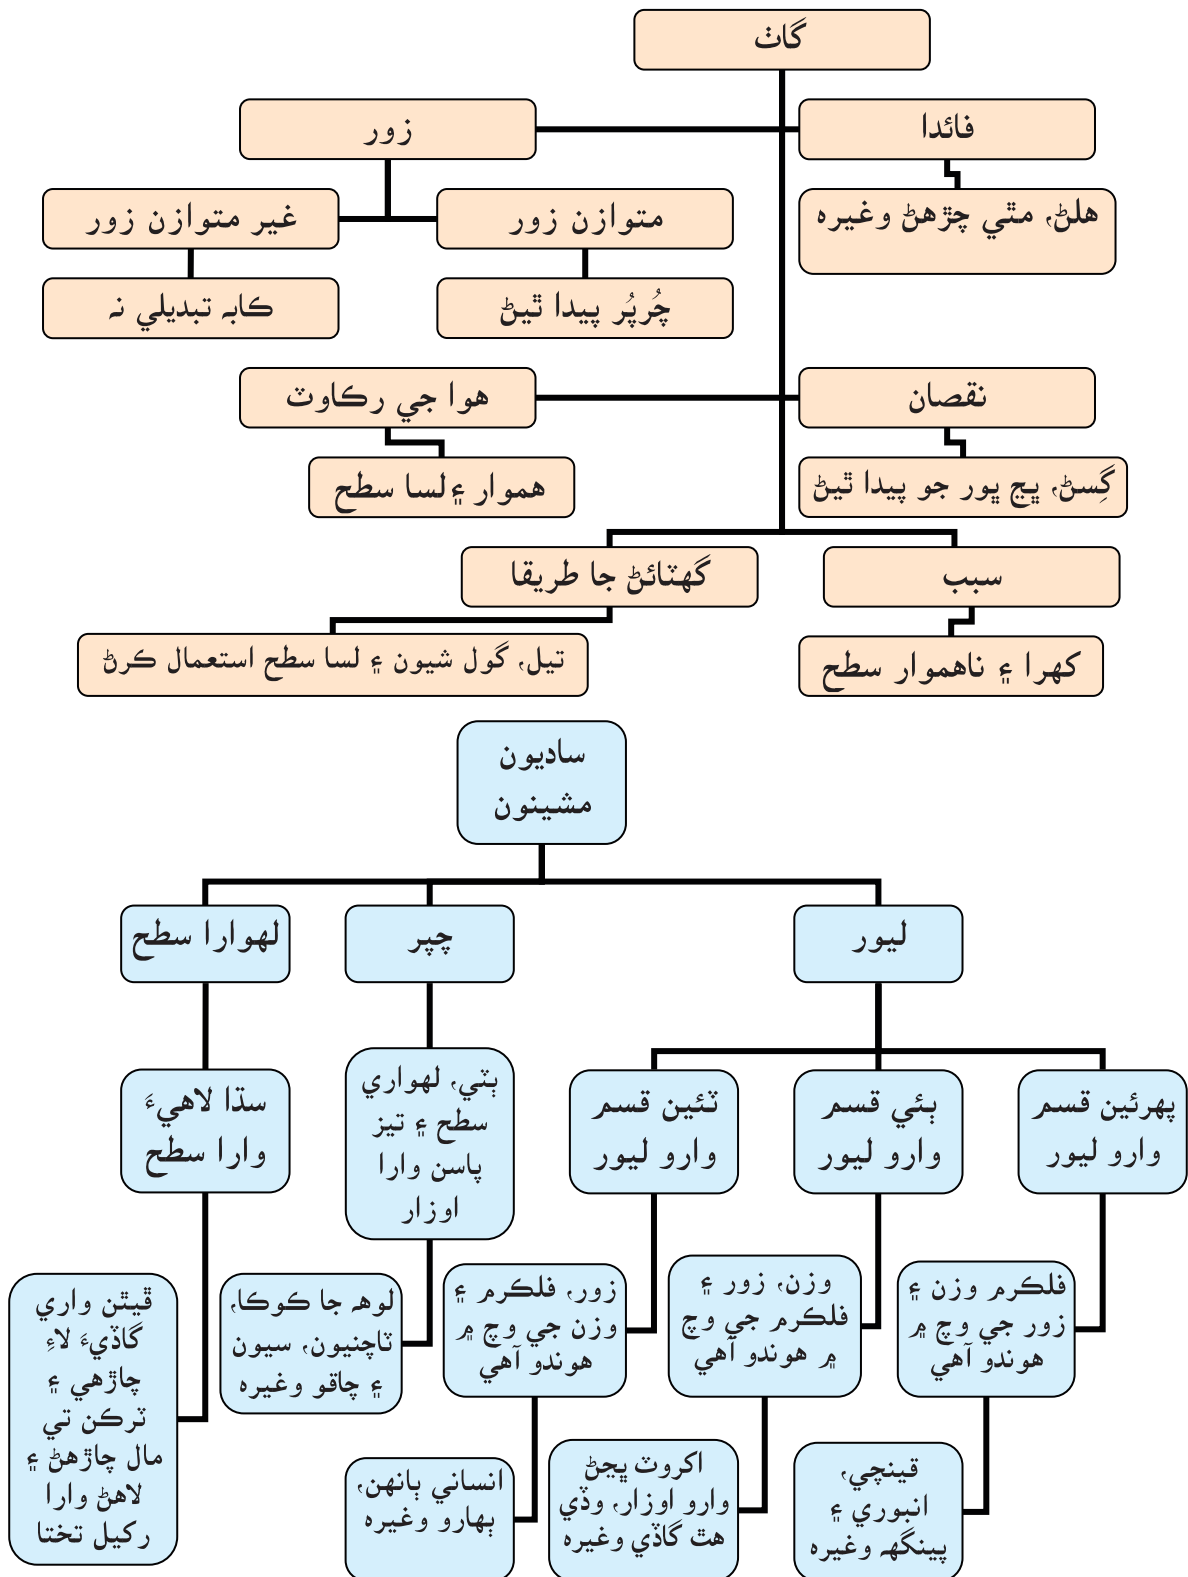 گاٺ
فائدا
زور
هلڻ، مٿي چڙهڻ وغيره
متوازن زور
غير متوازن زور
چُرپُر پيدا ٿيڻ
ڪابہ تبديلي نہ
نقصان
هوا جي رڪاوٽ
گِسڻ، ڀڃ ڀور جو پيدا ٿيڻ
هموار ۽ لسا سطح
سبب
گهٽائڻ جا طريقا
کهرا ۽ ناهموار سطح
تيل، گول شيون ۽ لسا سطح استعمال ڪرڻ
ساديون
مشينون
ليور
چپر
لهوارا سطح
پهرئين قسم
وارو ليور
ٻئي قسم
وارو ليور
ٽئين قسم
وارو ليور
ٻٽي، لهواري
سطح ۽ تيز
پاسن وارا
اوزار
سڌا لاهيءَ
وارا سطح
فلڪرم وزن ۽
زور جي وچ ۾
هوندو آهي
وزن، زور ۽
فلڪرم جي وچ
۾ هوندو آهي
زور، فلڪرم ۽
وزن جي وچ ۾
هوندو آهي
لوهہ جا ڪوڪا،
ٽاچنيون، سيون
۽ چاقو وغيره
ڦيٿن واري
گاڏيءَ لاءِ
چاڙهي ۽
ٽرڪن تي
مال چاڙهڻ ۽
لاهڻ وارا
رکيل تختا
قينچي،
انبوري ۽
پينگهہ وغيره
اکروٽ ڀڃڻ
وارو اوزار، وڏي
هٿ گاڏي وغيره
انساني ٻانهن،
ٻهارو وغيره